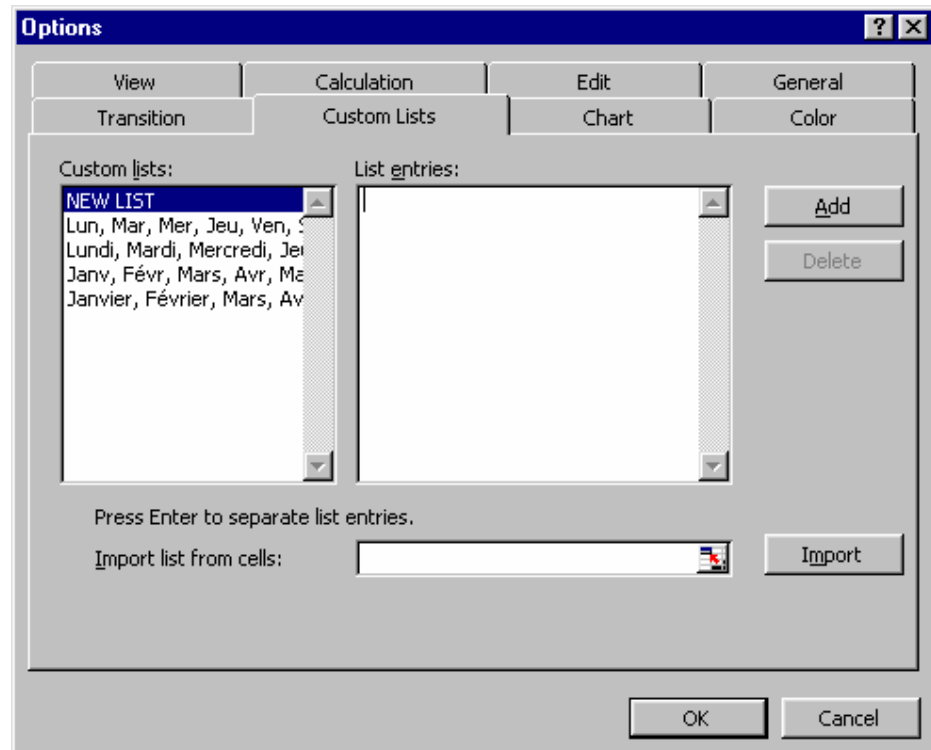 Options
View Calculation Edit General
Transition Custom Lists Chart Color
Custom lists: List entries:
NEW LIST
Lun, Mar, Mer, Jeu, Ven,
Lundi, Mardi, Mercredi,
Janv, Févr, Mars, Avr,
Janvier, Février, Mars,
Add
Delete
Press Enter to separate list entries.
Import list from cells:
Import
OK Cancel